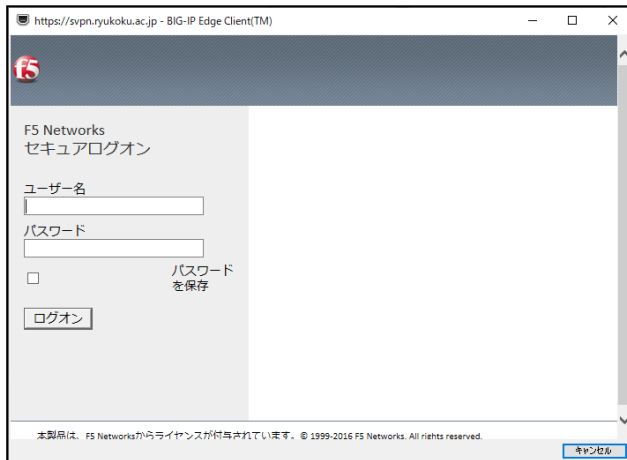 https://svpn.ryukoku.ac.jp - BIG-IP Edge Client(TM)
f5
F5 Networks
セキュアログオン
ユーザー名
パスワード
パスワード
を保存
ログオン
本製品は、F5 Networksからライセンスが付与されています。© 1999-2016 F5 Networks. All rights reserved.
キャンセル